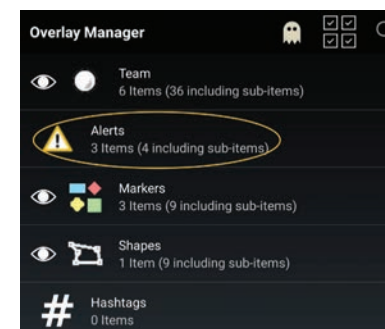 Overlay Manager
Team
6 Items (36 including sub-items)
Alerts
3 Items (4 including sub-items)
Markers
3 Items (9 including sub-items)
Shapes
1 Item (9 including sub-items)
# Hashtags
0 Items